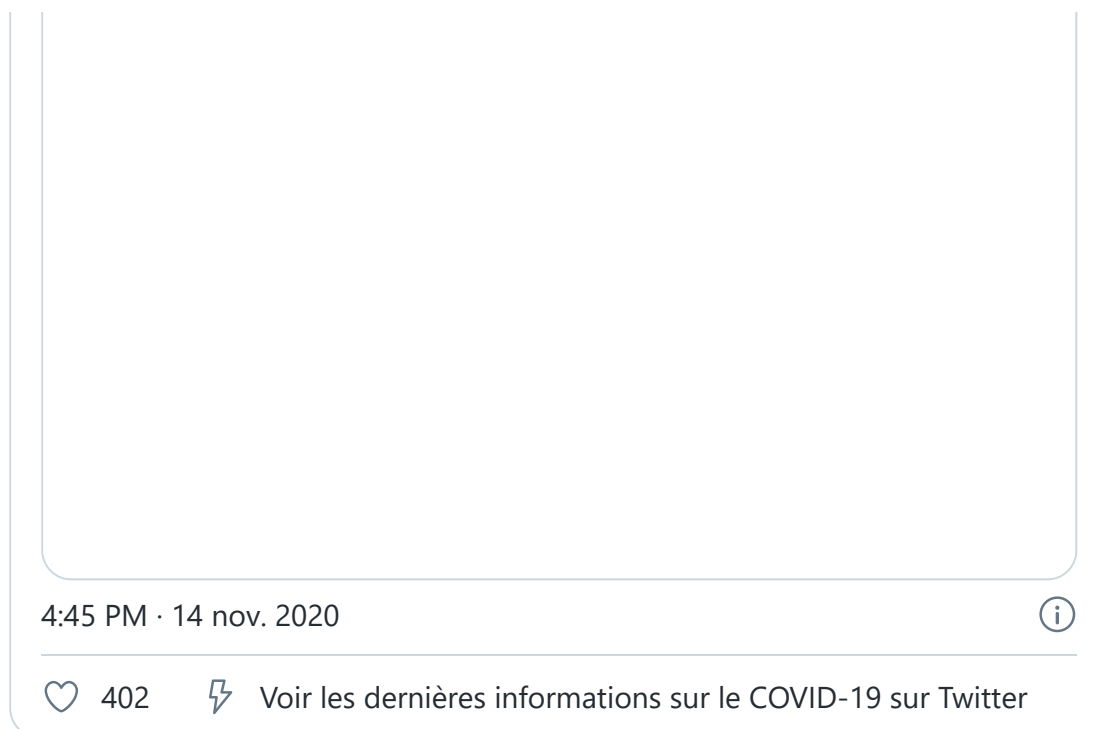 4:45 PM · 14 nov. 2020
402 Voir les dernières informations sur le COVID-19 sur Twitter